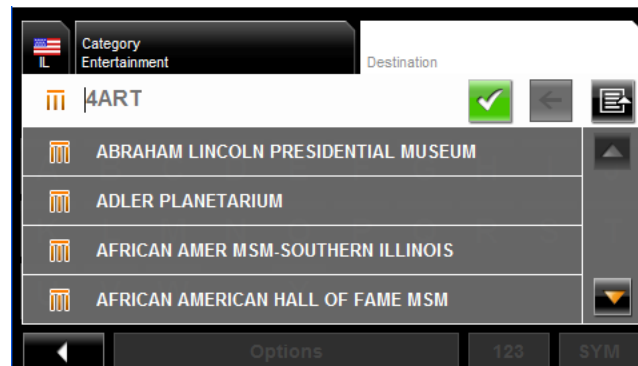 IL
Category
Entertainment
Destination
4ART
ABRAHAM LINCOLN PRESIDENTIAL MUSEUM
ADLER PLANETARIUM
AFRICAN AMER MSM-SOUTHERN ILLINOIS
AFRICAN AMERICAN HALL OF FAME MSM
Options 123 SYM